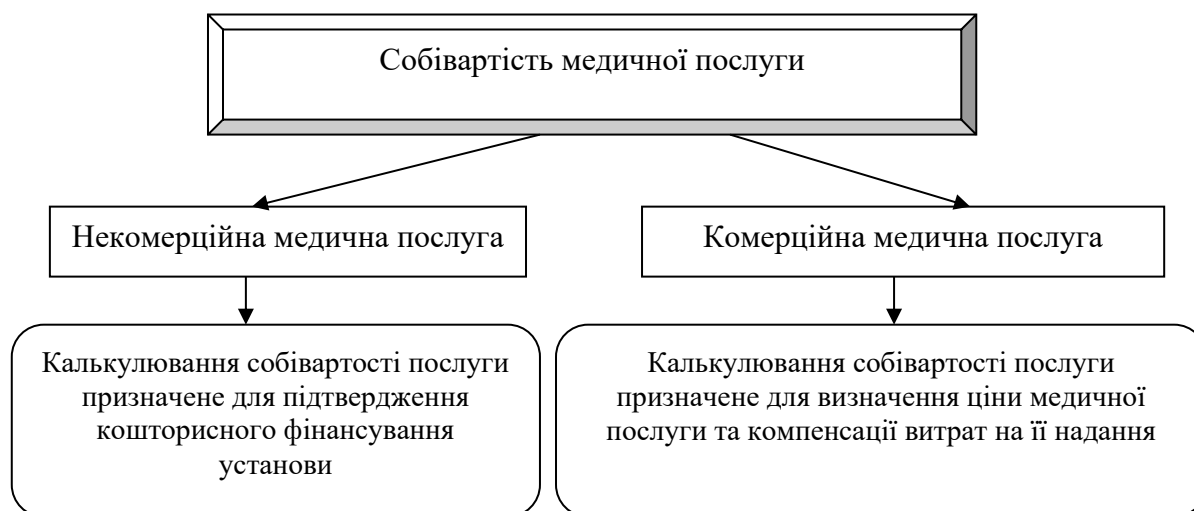 Собівартість медичної послуги
Некомерційна медична послуга
Комерційна медична послуга
Калькулювання собівартості послуги
призначене для підтвердження
кошторисного фінансування
установи
Калькулювання собівартості послуги
призначене для визначення ціни медичної
послуги та компенсації витрат на її надання